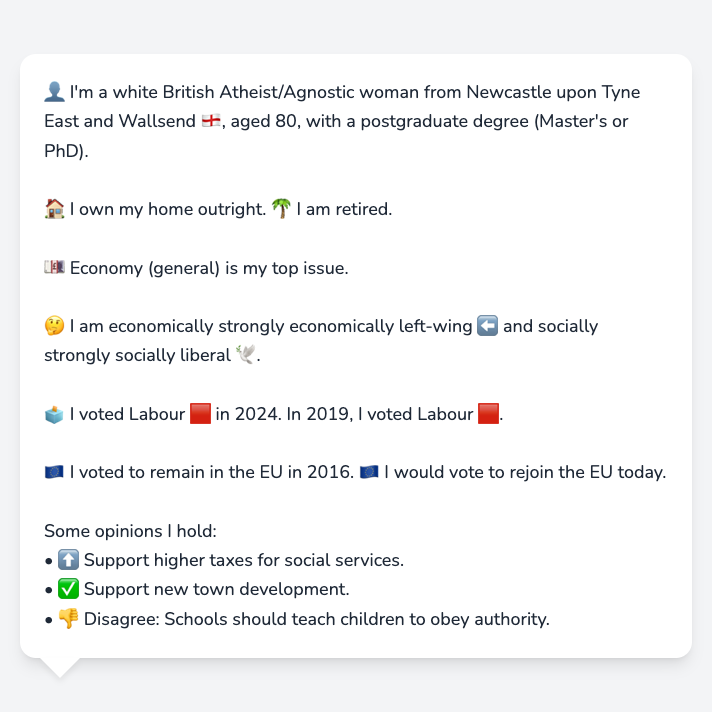 👤 I'm a white British Atheist/Agnostic woman from Newcastle upon Tyne
East and Wallsend 🏴󠁧󠁢󠁥󠁮󠁧󠁿, aged 80, with a postgraduate degree (Master's or
PhD).
🏠 I own my home outright. 🌴 I am retired.
💷 Economy (general) is my top issue.
🤔 I am economically strongly economically left-wing ⬅️ and socially
strongly socially liberal 🕊️.
🗳️ I voted Labour 🟥 in 2024. In 2019, I voted Labour 🟥.
🇪🇺 I voted to remain in the EU in 2016. 🇪🇺 I would vote to rejoin the EU today.
Some opinions I hold:
• ⬆️ Support higher taxes for social services.
• ✅ Support new town development.
• 👎 Disagree: Schools should teach children to obey authority.